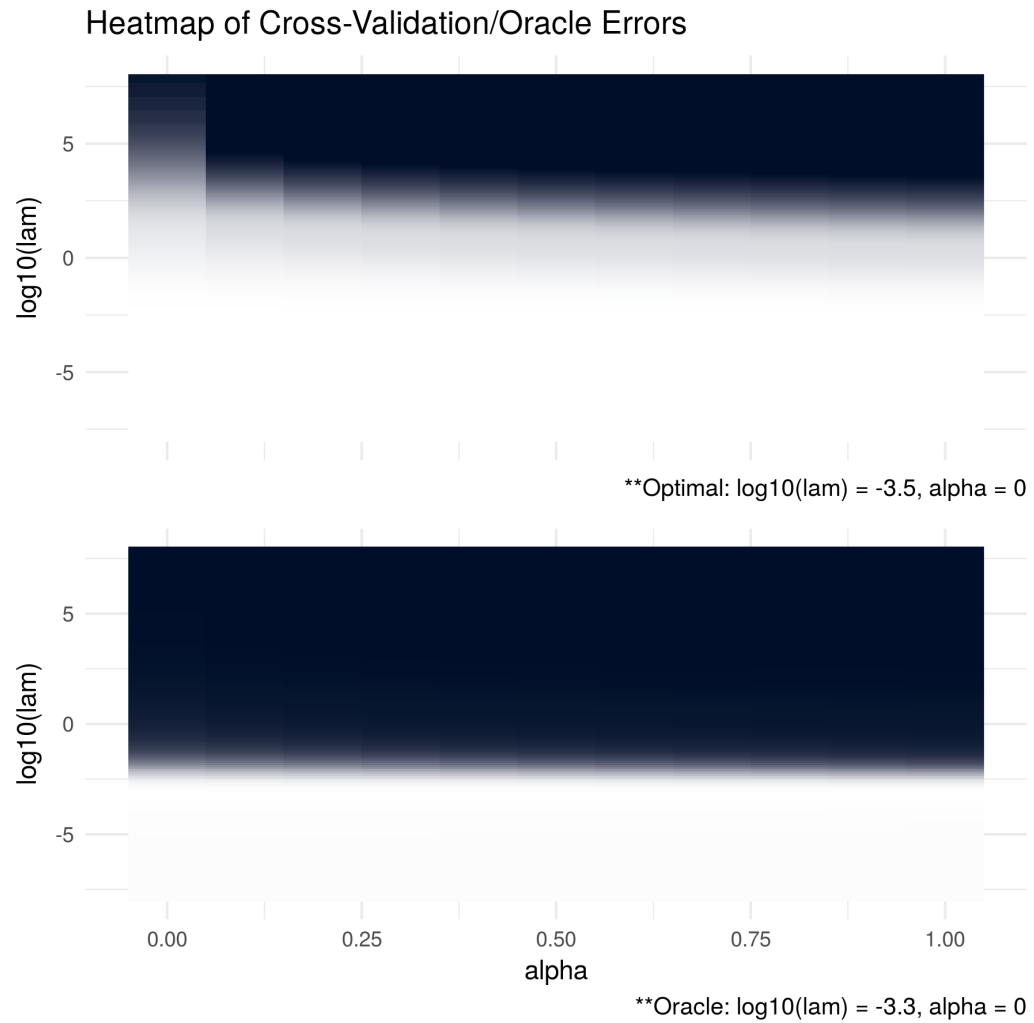 Heatmap of Cross-Validation/Oracle Errors
log10(lam)
5
0
-5
**Optimal: log10(lam) = -3.5, alpha = 0
log10(lam)
5
0
-5
0.00 0.25 0.50 0.75 1.00
alpha
**Oracle: log10(lam) = -3.3, alpha = 0